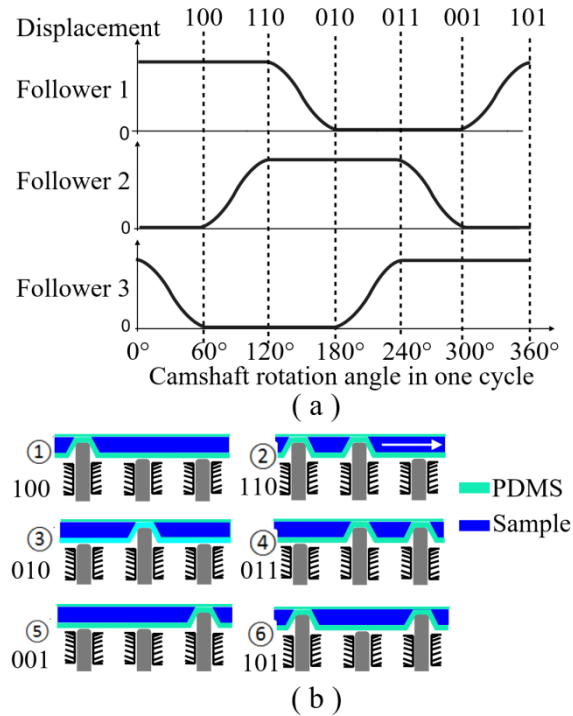 Displacement 100 110 010 011 001 101
Follower 1
0
Follower 2
0
Follower 3
0
0° 60° 120° 180° 240° 300° 360°
Camshaft rotation angle in one cycle
( a )
① ②
100 110
PDMS
Sample
③ ④
010 011
⑤ ⑥
001 101
( b )